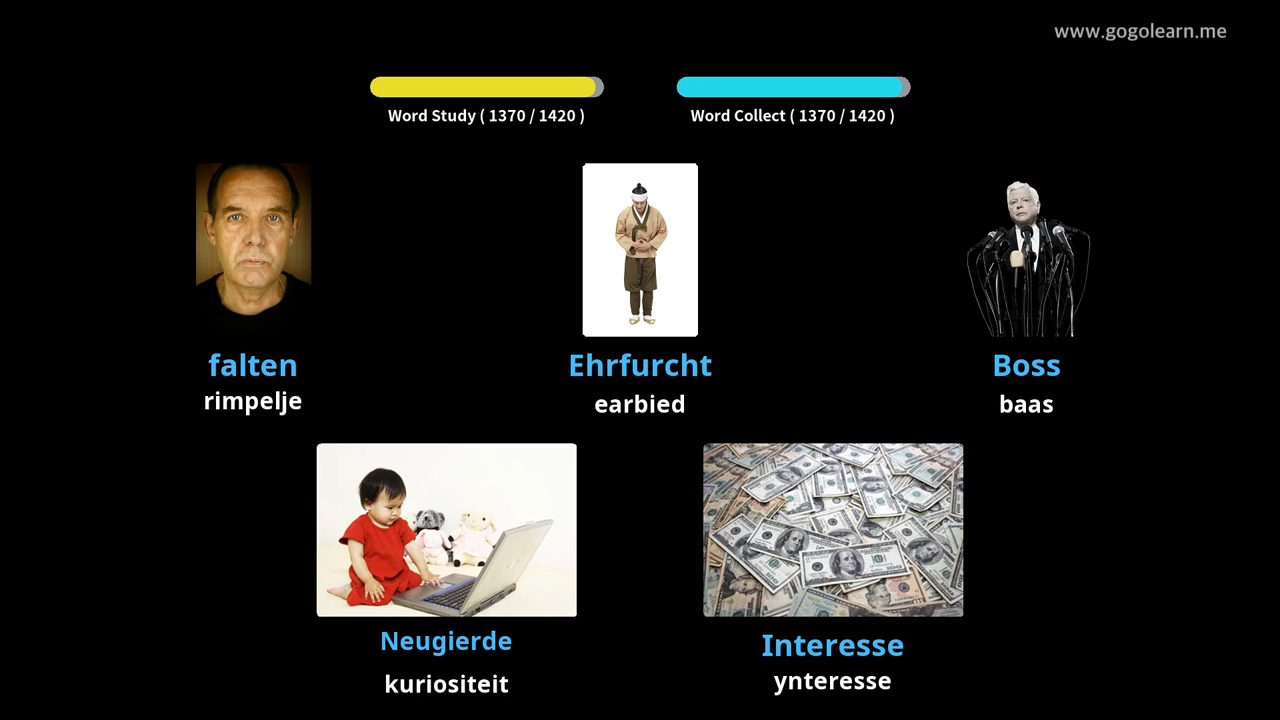 www.gogolearn.me
Word Study ( 1370 / 1420 )
Word Collect ( 1370 / 1420 )
falten
rimpelje
Ehrfurcht
earbied
Boss
baas
Neugierde
kuriositeit
Interesse
ynteresse